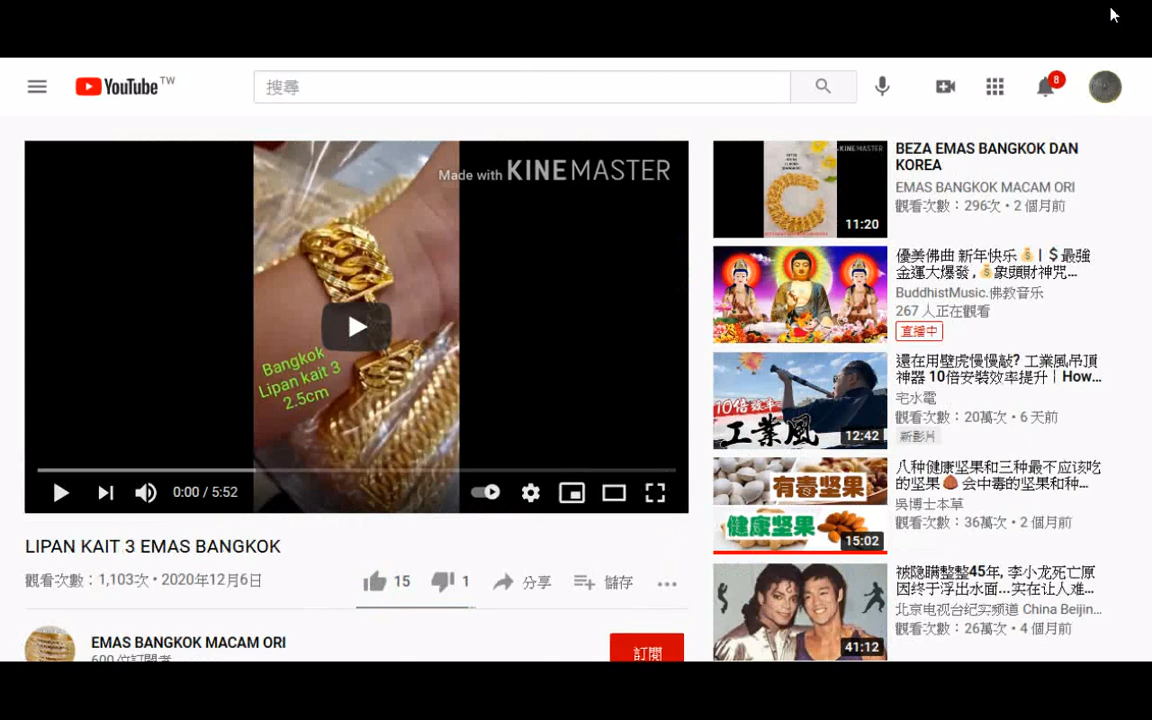 YouTube TW
搜尋
8
Made with KINEMASTER
Bangkok
Lipan kait 3
2.5cm
0:00 / 5:52
LIPAN KAIT 3 EMAS BANGKOK
觀看次數：1,103次 • 2020年12月6日
15
1
分享
儲存
EMAS BANGKOK MACAM ORI
600 位訂閱者
訂閱
KINEMASTER
11:20
BEZA EMAS BANGKOK DAN
KOREA
EMAS BANGKOK MACAM ORI
觀看次數：296次 • 2 個月前
優美佛曲 新年快乐💰 | $最強
金運大爆發 , 💰象頭財神咒...
BuddhistMusic.佛教音乐
267 人正在觀看
直播中
10倍效率
工業風
12:42
還在用壁虎慢慢敲? 工業風吊頂
神器 10倍安裝效率提升｜How...
宅水電
觀看次數：20萬次 • 6 天前
新影片
有毒坚果
健康坚果
15:02
八种健康坚果和三种最不应该吃
的坚果🌰 会中毒的坚果和种...
吳博士本草
觀看次數：36萬次 • 2 個月前
41:12
被隐瞒整整45年, 李小龙死亡原
因终于浮出水面...实在让人难...
北京电视台纪实频道 China Beijin...
觀看次數：26萬次 • 4 個月前